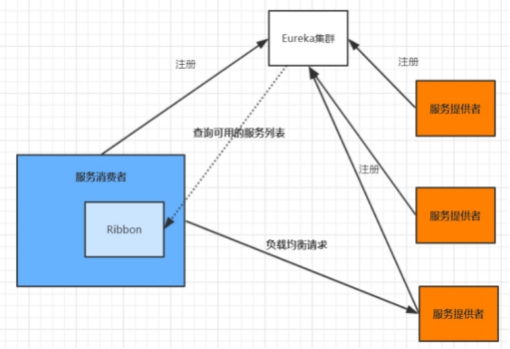 Eureka集群
注册
注册
服务提供者
查询可用的服务列表
服务消费者
注册
Ribbon
服务提供者
负载均衡请求
服务提供者